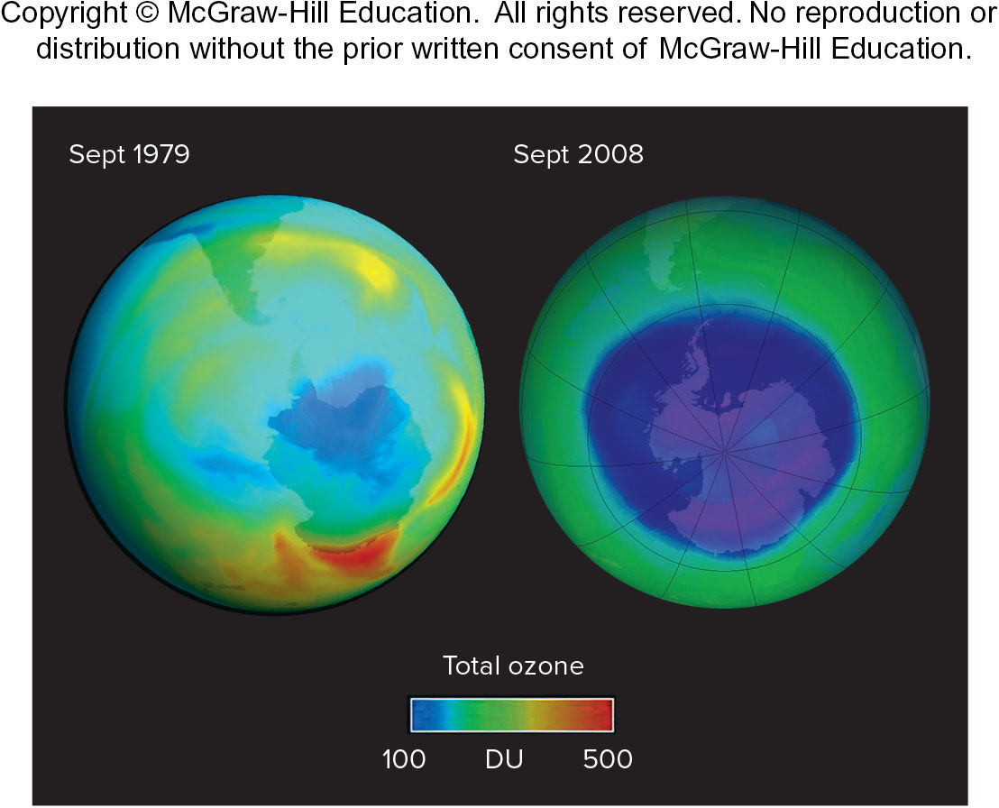 Copyright © McGraw-Hill Education. All rights reserved. No reproduction or
distribution without the prior written consent of McGraw-Hill Education.
Sept 1979
Sept 2008
Total ozone
100 DU 500